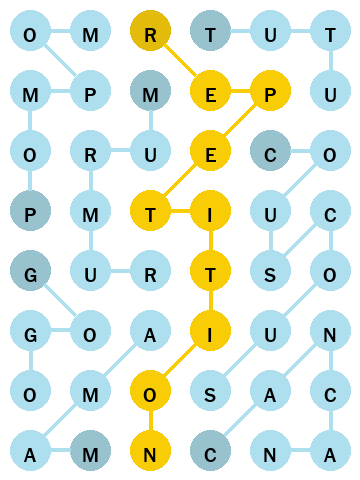 O M R T U T
M P M E P U
O R U E C O
P M T I U C
G U R T S O
G O A I U N
O M O S A C
A M N C N A